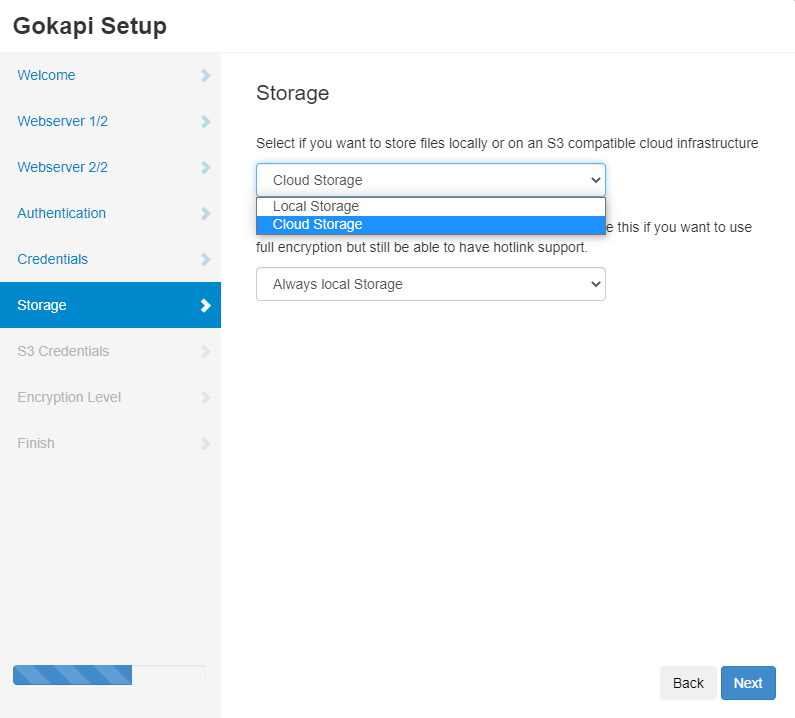 Gokapi Setup
Welcome
Webserver 1/2
Webserver 2/2
Authentication
Credentials
Storage
S3 Credentials
Encryption Level
Finish
Storage
Select if you want to store files locally or on an S3 compatible cloud infrastructure
Cloud Storage
Local Storage
Cloud Storage
this if you want to use
full encryption but still be able to have hotlink support.
Always local Storage
Back
Next